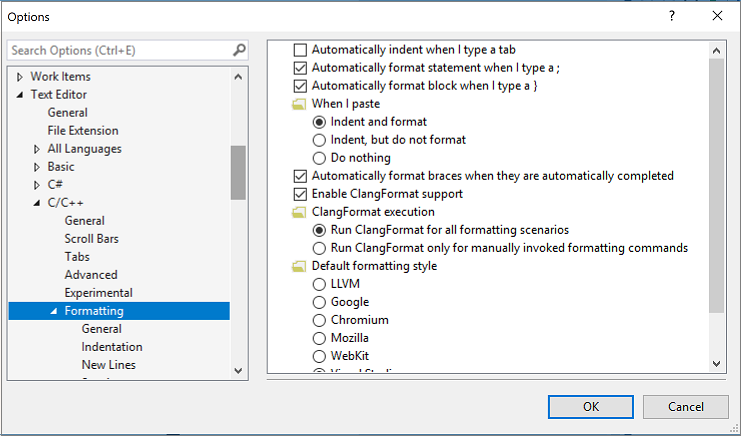 Options
Search Options (Ctrl+E)
Work Items
Text Editor
General
File Extension
All Languages
Basic
C#
C/C++
General
Scroll Bars
Tabs
Advanced
Experimental
Formatting
General
Indentation
New Lines
Automatically indent when I type a tab
Automatically format statement when I type a ;
Automatically format block when I type a }
When I paste
Indent and format
Indent, but do not format
Do nothing
Automatically format braces when they are automatically completed
Enable ClangFormat support
ClangFormat execution
Run ClangFormat for all formatting scenarios
Run ClangFormat only for manually invoked formatting commands
Default formatting style
LLVM
Google
Chromium
Mozilla
WebKit
OK
Cancel